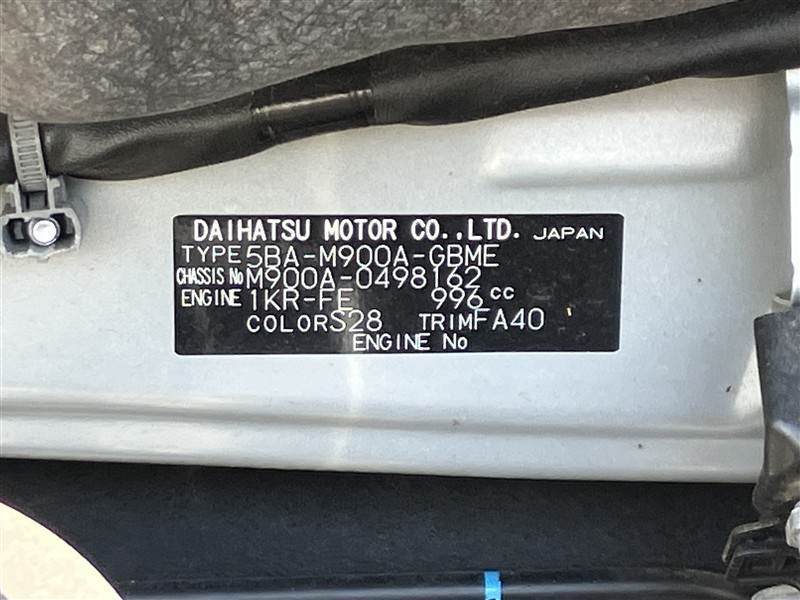 DAIHATSU MOTOR CO.,LTD. JAPAN
TYPE 5BA-M900A-GBME
CHASSIS No M900A-0498162
ENGINE 1KR-FE 996 cc
COLOR S28 TRIM FA40
ENGINE No